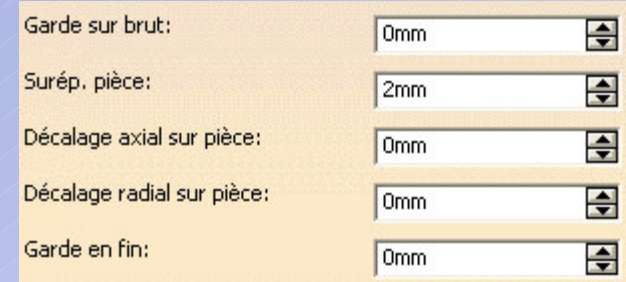 Garde sur brut: 0mm
Surép. pièce: 2mm
Décalage axial sur pièce: 0mm
Décalage radial sur pièce: 0mm
Garde en fin: 0mm